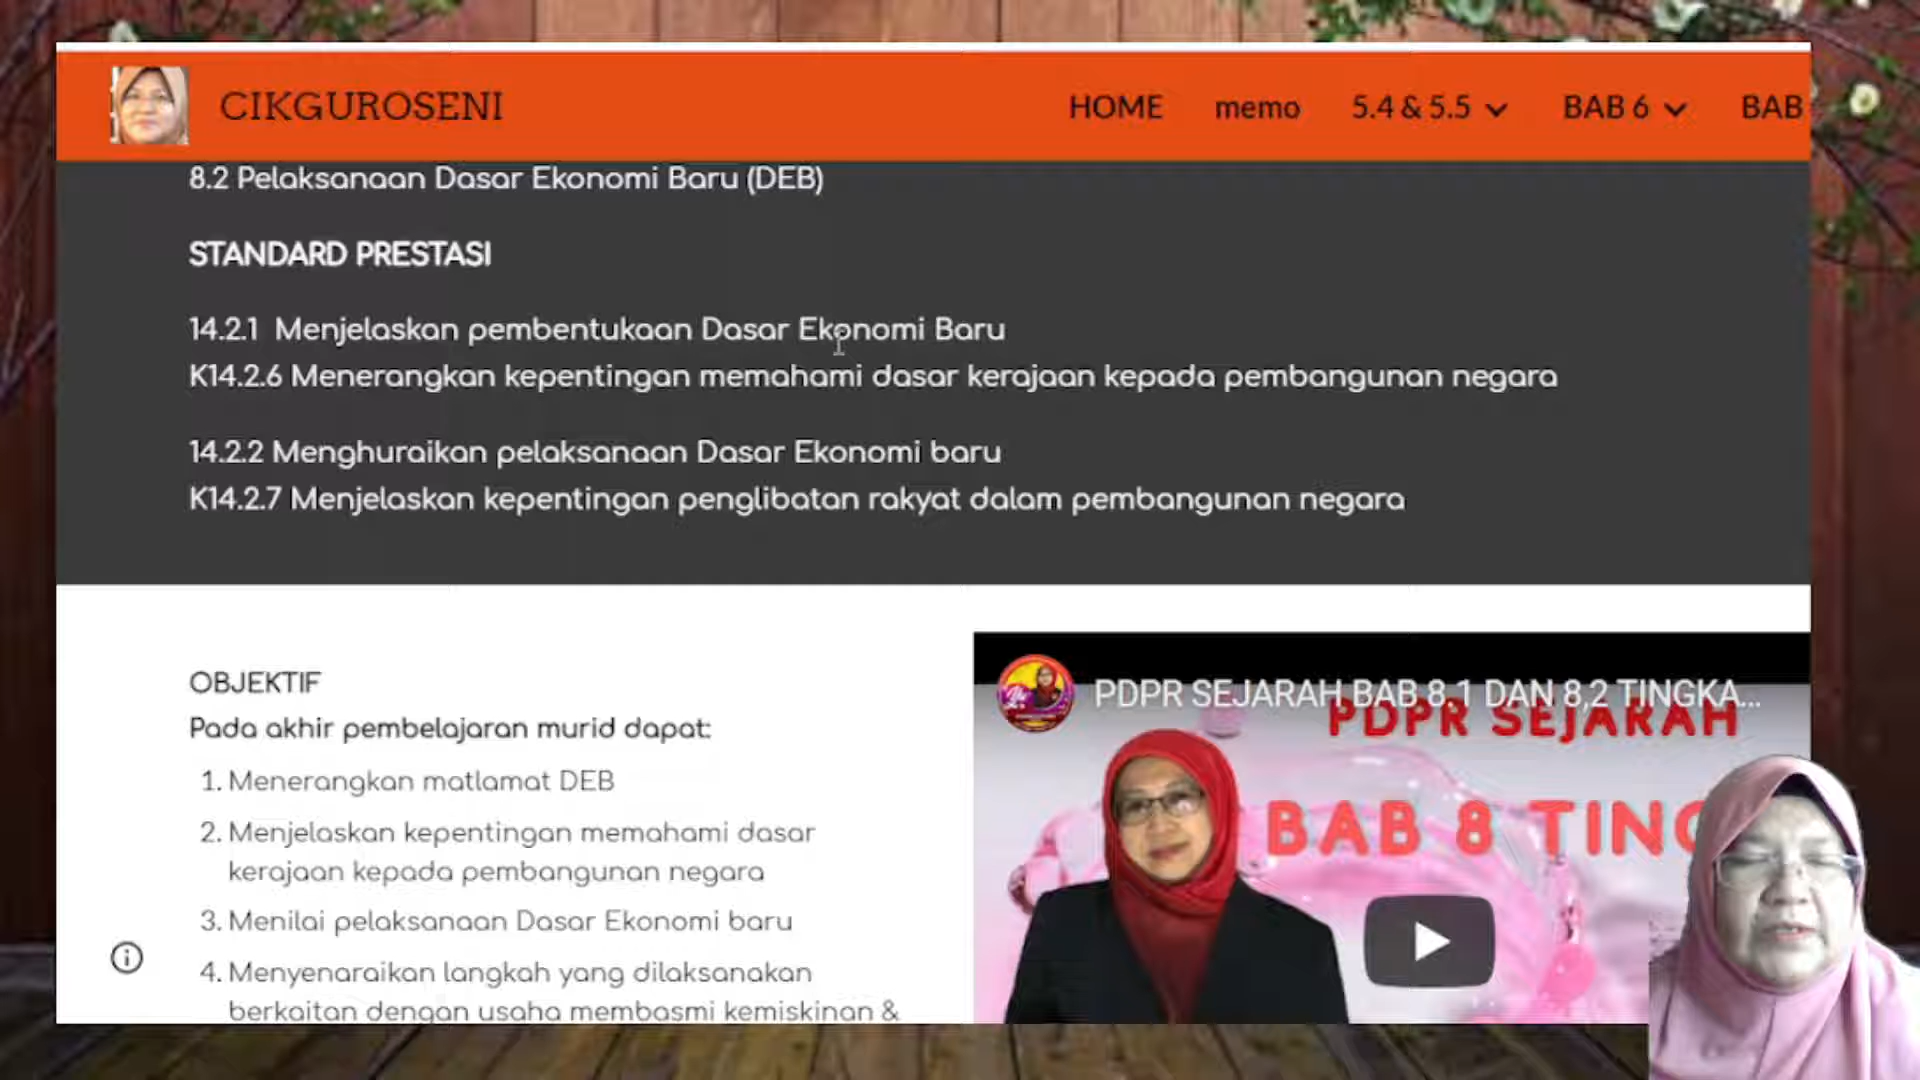 CIKGUROSENI
HOME memo 5.4 & 5.5 BAB 6 BAB
8.2 Pelaksanaan Dasar Ekonomi Baru (DEB)
STANDARD PRESTASI
14.2.1 Menjelaskan pembentukaan Dasar Ekonomi Baru
K14.2.6 Menerangkan kepentingan memahami dasar kerajaan kepada pembangunan negara
14.2.2 Menghuraikan pelaksanaan Dasar Ekonomi baru
K14.2.7 Menjelaskan kepentingan penglibatan rakyat dalam pembangunan negara
OBJEKTIF
Pada akhir pembelajaran murid dapat:
1. Menerangkan matlamat DEB
2. Menjelaskan kepentingan memahami dasar
kerajaan kepada pembangunan negara
3. Menilai pelaksanaan Dasar Ekonomi baru
4. Menyenaraikan langkah yang dilaksanakan
berkaitan dengan usaha membasmi kemiskinan &
PDPR SEJARAH BAB 8.1 DAN 8,2 TINGKA...
PDPR SEJARAH
BAB 8 TING